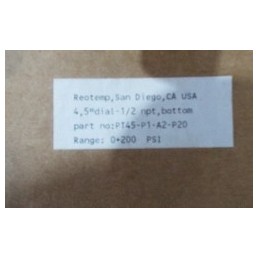 Reotemp,San Diego,CA USA
4,5"dial-1/2 npt,bottom
part no:PT45-P1-A2-P20
Range: 0+200 PSI